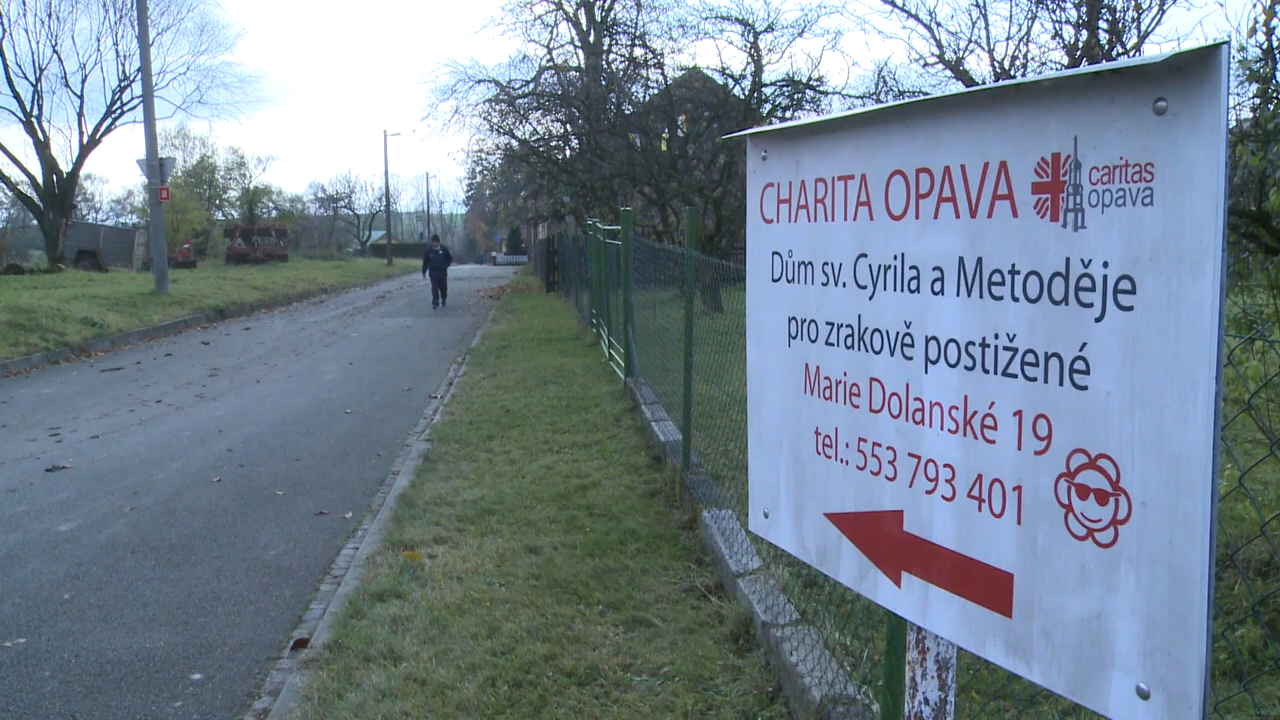 CHARITA OPAVA
caritas
opava
Dům sv. Cyrila a Metoděje
pro zrakově postižené
Marie Dolanské 19
tel.: 553 793 401